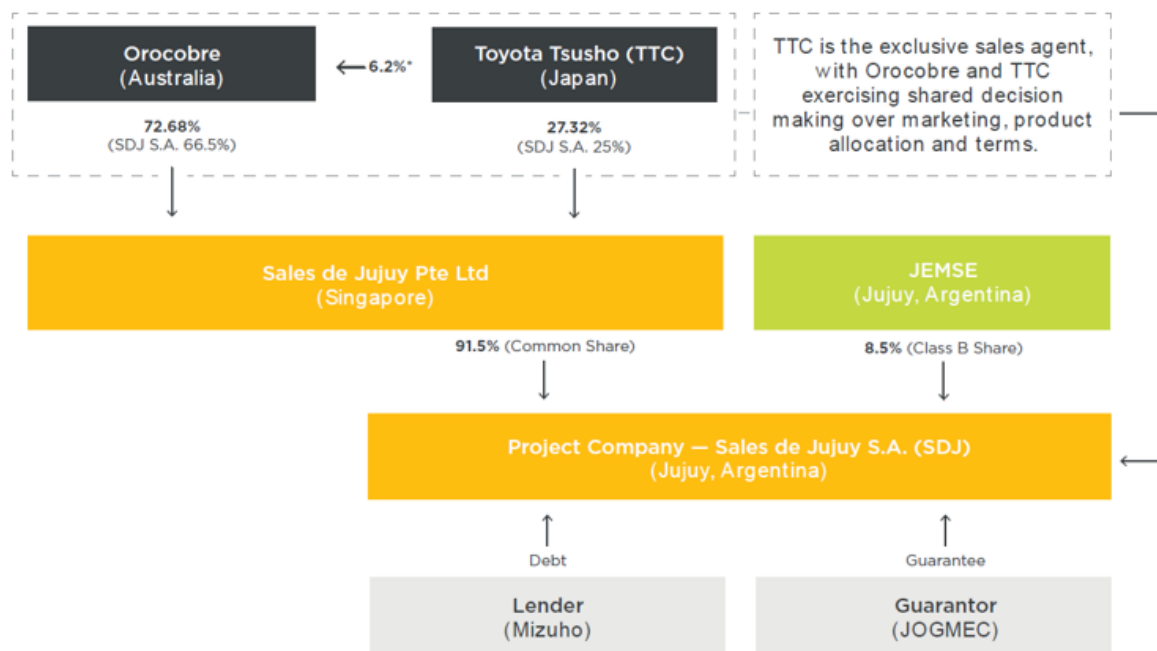 Orocobre
(Australia)
6.2%*
Toyota Tsusho (TTC)
(Japan)
TTC is the exclusive sales agent,
with Orocobre and TTC
exercising shared decision
making over marketing, product
allocation and terms.
72.68%
(SDJ S.A. 66.5%)
27.32%
(SDJ S.A. 25%)
Sales de Jujuy Pte Ltd
(Singapore)
JEMSE
(Jujuy, Argentina)
91.5% (Common Share)
8.5% (Class B Share)
Project Company — Sales de Jujuy S.A. (SDJ)
(Jujuy, Argentina)
Debt
Guarantee
Lender
(Mizuho)
Guarantor
(JOGMEC)